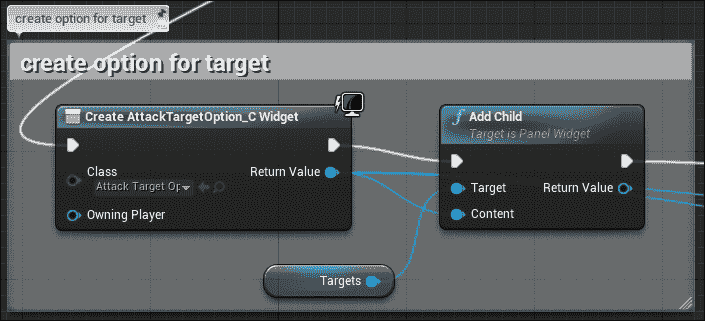 create option for target
create option for target
Create AttackTargetOption_C Widget
Class
Attack Target Op
Return Value
Owning Player
Add Child
Target is Panel Widget
Target
Return Value
Content
Targets